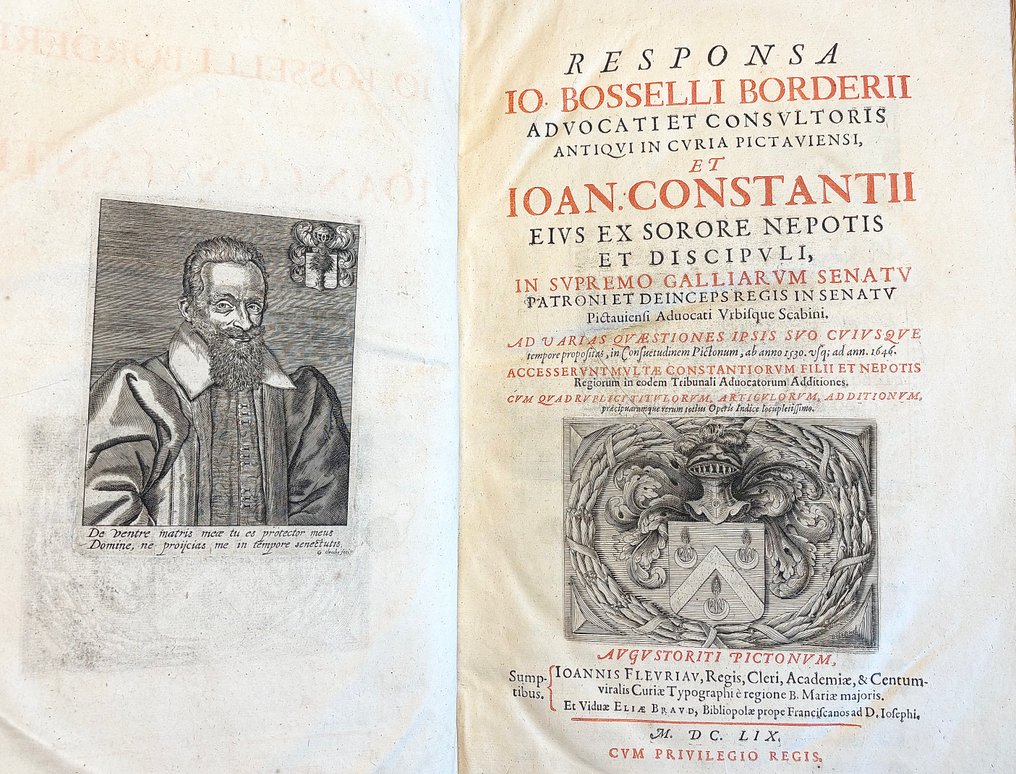 De ventre matris meæ tu es protector meus
Domine, ne proijcias me in tempore senectutis,
RESPONSA
IO. BOSSELLI BORDERII
ADVOCATI ET CONSVLTORIS
ANTIQVI IN CVRIA PICTAVIENSI,
ET
IOAN. CONSTANTII
EIVS EX SORORE NEPOTIS
ET DISCIPVLI,
IN SVPREMO GALLIARVM SENATV
PATRONI ET DEINCEPS REGIS IN SENATV
Pictauiensi Aduocati Vrbisque Scabini,
AD VARIAS QVÆSTIONES IPSIS SVO CVIVSQVE
tempore propositas, in Consuetudinem Pictonum, ab anno 1530. vsq; ad ann. 1646.
ACCESSERVNT MVLTÆ CONSTANTIORVM FILII ET NEPOTIS
Regiorum in eodem Tribunali Aduocatorum Additiones,
CVM QVADRVPLICI TITVLORVM, ARTICVLORVM, ADDITIONVM,
præcipuarumque rerum totius Operis Indice locupletissimo.
AVGVSTORITI PICTONVM,
Sumptibus. IOANNIS FLEVRIAV, Regis, Cleri, Academiæ, & Centum-
viralis Curiæ Typographi è regione B. Mariæ majoris.
Et Viduæ ELIÆ BRAVD, Bibliopolæ prope Franciscanos ad D. Iosephi,
M. DC. LIX.
CVM PRIVILEGIO REGIS.